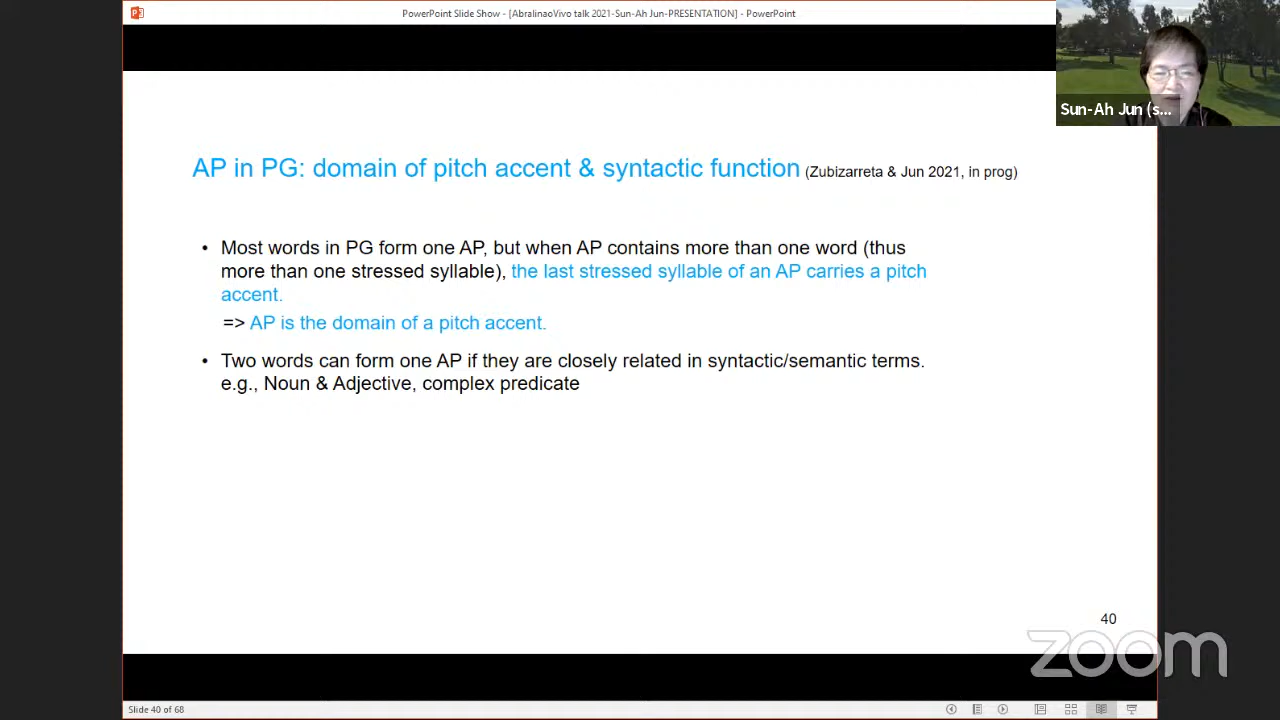 PowerPoint Slide Show - [AbralinaoVivo talk 2021-Sun-Ah Jun-PRESENTATION] - PowerPoint
Sun-Ah Jun (s...
AP in PG: domain of pitch accent & syntactic function (Zubizarreta & Jun 2021, in prog)
• Most words in PG form one AP, but when AP contains more than one word (thus
more than one stressed syllable), the last stressed syllable of an AP carries a pitch
accent.
=> AP is the domain of a pitch accent.
• Two words can form one AP if they are closely related in syntactic/semantic terms.
e.g., Noun & Adjective, complex predicate
40
zoom
Slide 40 of 68